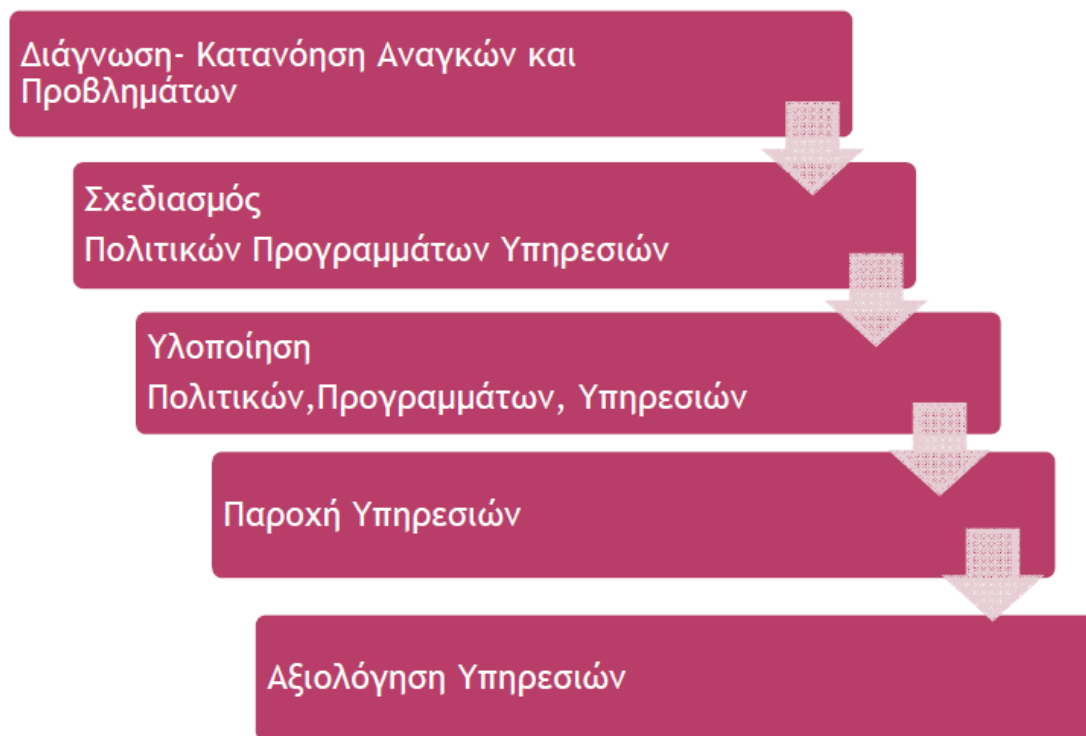 Διάγνωση- Κατανόηση Αναγκών και
Προβλημάτων
Σχεδιασμός
Πολιτικών Προγραμμάτων Υπηρεσιών
Υλοποίηση
Πολιτικών,Προγραμμάτων, Υπηρεσιών
Παροχή Υπηρεσιών
Αξιολόγηση Υπηρεσιών